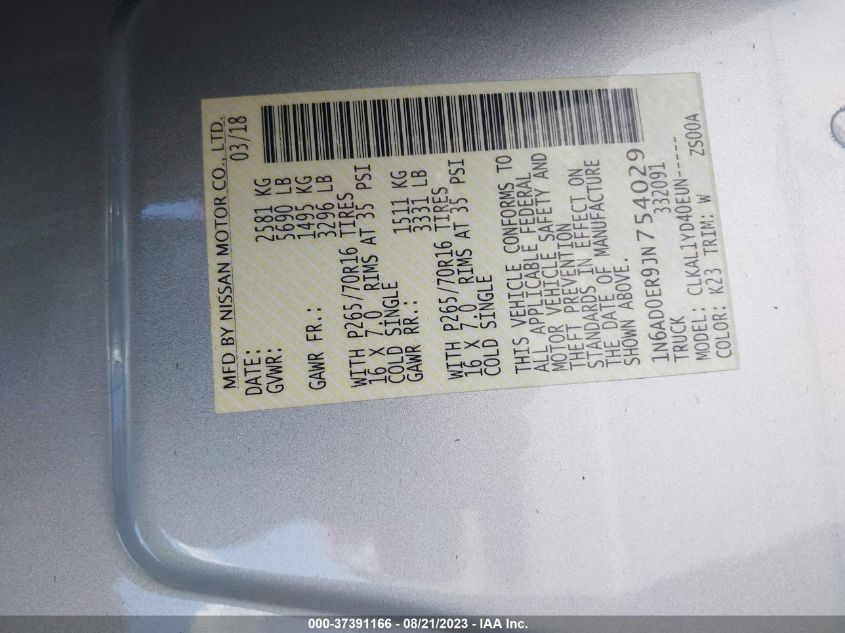 MFD BY NISSAN MOTOR CO., LTD.
DATE: 03/18
GVWR: 2581 KG
5690 LB
GAWR FR.: 1495 KG
3296 LB
WITH P265/70R16 TIRES
16 X 7.0 RIMS AT 35 PSI
COLD SINGLE
GAWR RR.: 1511 KG
3331 LB
WITH P265/70R16 TIRES
16 X 7.0 RIMS AT 35 PSI
COLD SINGLE
THIS VEHICLE CONFORMS TO
ALL APPLICABLE FEDERAL
MOTOR VEHICLE SAFETY AND
THEFT PREVENTION
STANDARDS IN EFFECT ON
THE DATE OF MANUFACTURE
SHOWN ABOVE.
1N6AD0ER9JN754029
TRUCK 332091
MODEL: CLKALIYD40EUN-----
COLOR: K23 TRIM: W ZS00A
000-37391166 - 08/21/2023 - IAA Inc.